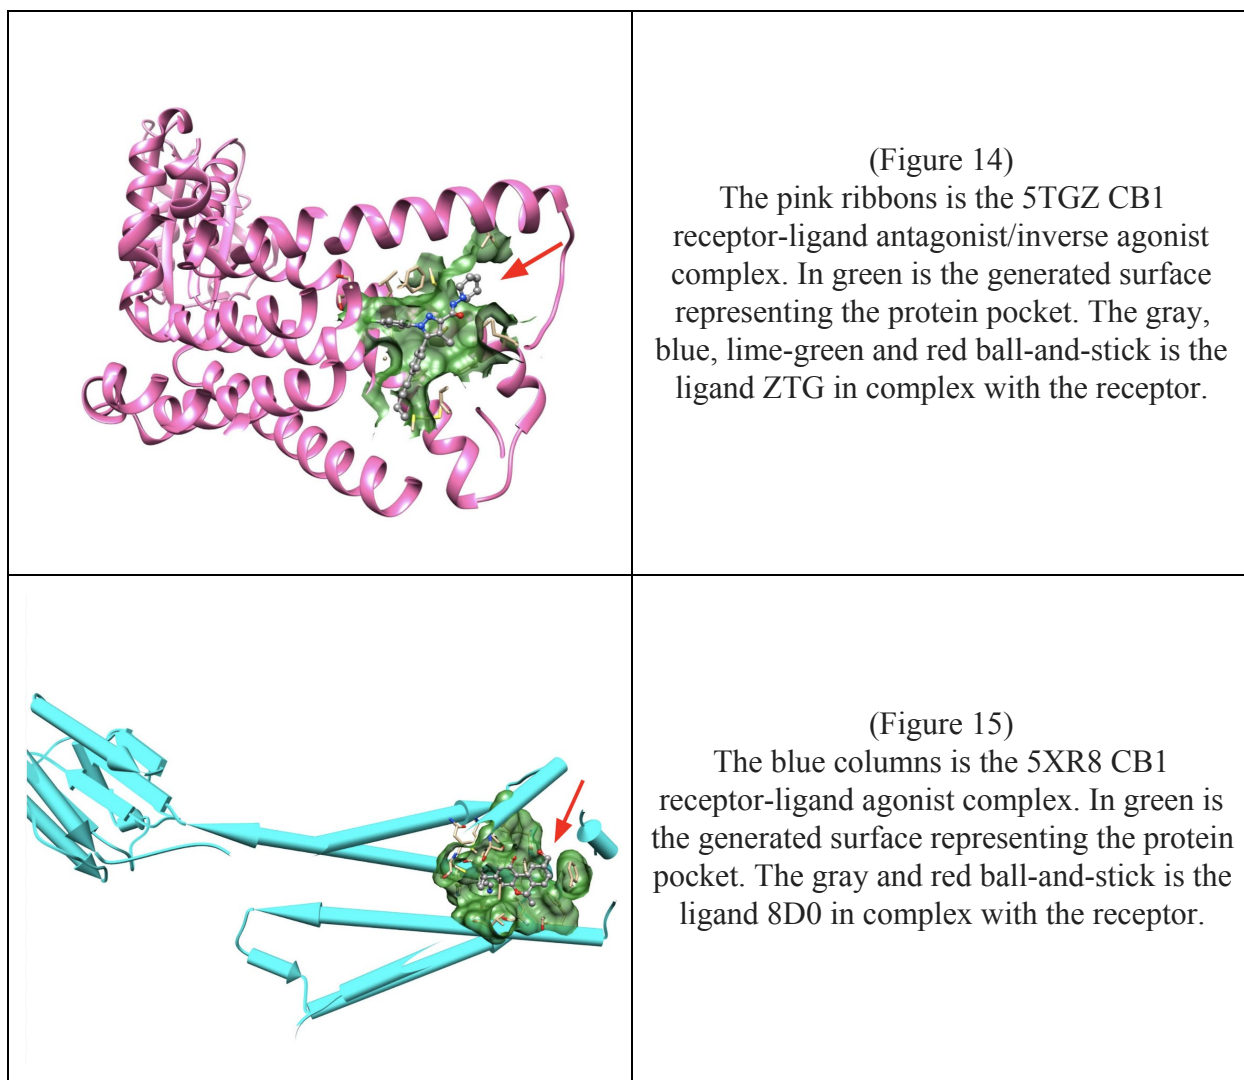 (Figure 14)
The pink ribbons is the 5TGZ CB1
receptor-ligand antagonist/inverse agonist
complex. In green is the generated surface
representing the protein pocket. The gray,
blue, lime-green and red ball-and-stick is the
ligand ZTG in complex with the receptor.
(Figure 15)
The blue columns is the 5XR8 CB1
receptor-ligand agonist complex. In green is
the generated surface representing the protein
pocket. The gray and red ball-and-stick is the
ligand 8D0 in complex with the receptor.